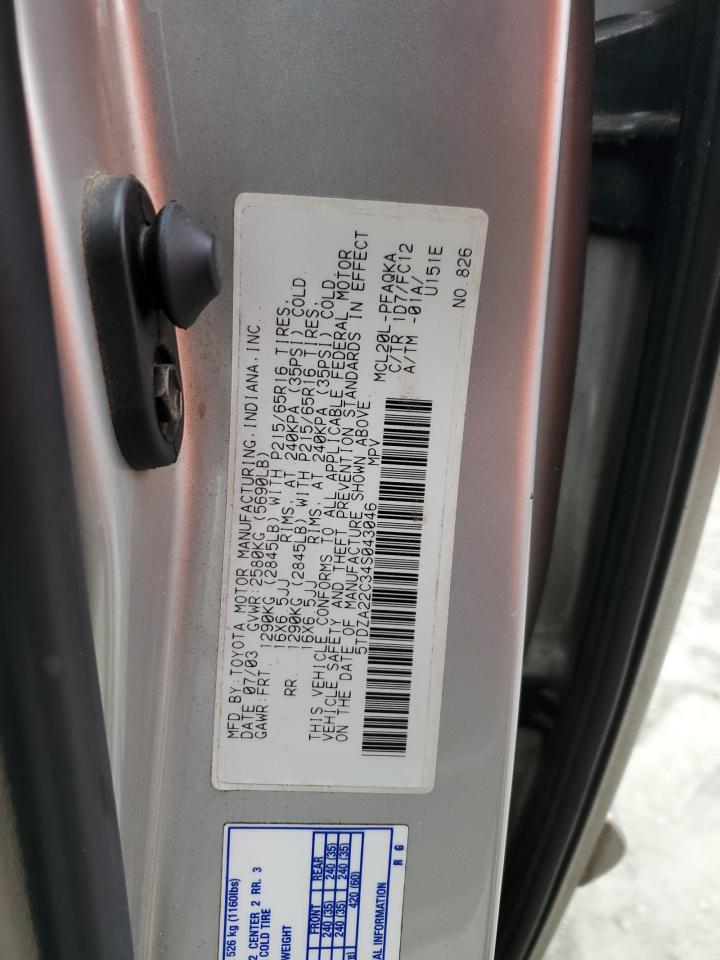 MFD BY: TOYOTA MOTOR MANUFACTURING, INDIANA, INC.
DATE 07/03 GVWR: 2580KG (5690LB)
GAWR: FRT. 1290KG (2845LB) WITH P215/65R16 TIRES,
16X6.5JJ RIMS, AT 240KPA (35PSI) COLD
RR. 1290KG (2845LB) WITH P215/65R16 TIRES,
16X6.5JJ RIMS, AT 240KPA (35PSI) COLD
THIS VEHICLE CONFORMS TO ALL APPLICABLE FEDERAL MOTOR
VEHICLE SAFETY AND THEFT PREVENTION STANDARDS IN EFFECT
ON THE DATE OF MANUFACTURE SHOWN ABOVE.
5TDZA22C34S043046 MPV
MCL20L-PFAQKA
C/TR 1D7/FC12
A/TM -01A/
U151E
NO. 826
526 kg (1160lbs)
2 CENTER 2 RR. 3
COLD TIRE
WEIGHT
FRONT REAR
240 (35) 240 (35)
240 (35) 240 (35)
420 (60)
AL INFORMATION
R G